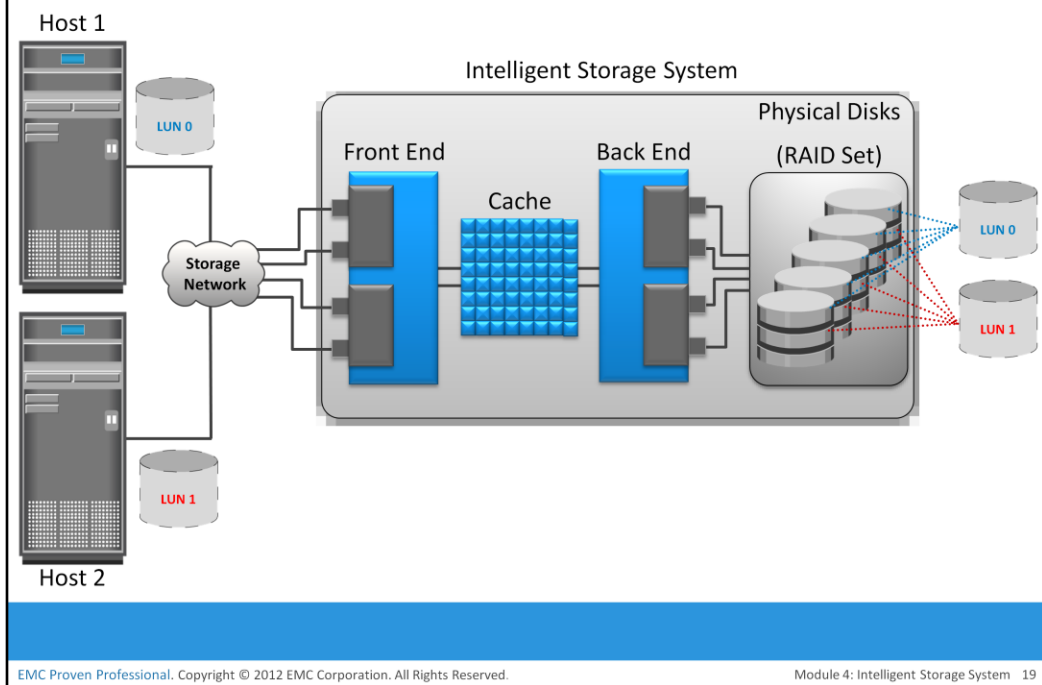 Host 1
LUN 0
Intelligent Storage System
Physical Disks
(RAID Set)
Front End
Back End
Cache
Storage
Network
LUN 0
LUN 1
LUN 1
Host 2
EMC Proven Professional. Copyright © 2012 EMC Corporation. All Rights Reserved.
Module 4: Intelligent Storage System 19